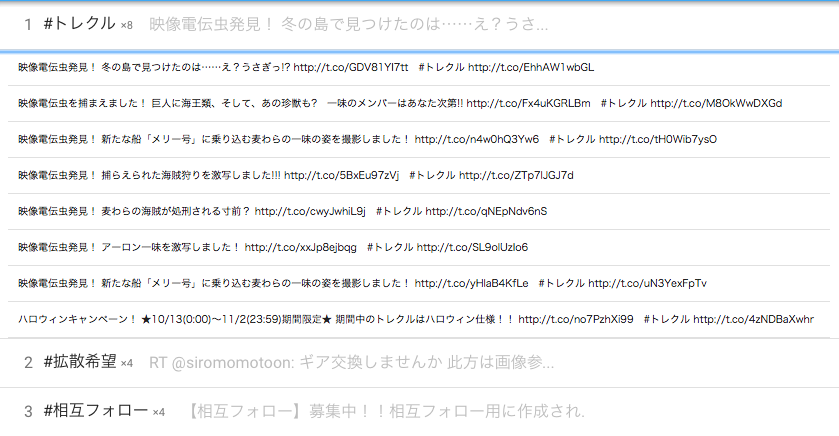 1 #トレクル ×8 映像電伝虫発見！ 冬の島で見つけたのは……え？うさ...
映像電伝虫発見！ 冬の島で見つけたのは……え？うさぎっ!? http://t.co/GDV81Yl7tt #トレクル http://t.co/EhhAW1wbGL
映像電伝虫を捕まえました！ 巨人に海王類、そして、あの珍獣も？ 一味のメンバーはあなた次第!! http://t.co/Fx4uKGRLBm #トレクル http://t.co/M8OkWwDXGd
映像電伝虫発見！ 新たな船「メリー号」に乗り込む麦わらの一味の姿を撮影しました！ http://t.co/n4w0hQ3Yw6 #トレクル http://t.co/tH0Wib7ysO
映像電伝虫発見！ 捕らえられた海賊狩りを激写しました!!! http://t.co/5BxEu97zVj #トレクル http://t.co/ZTp7lJGJ7d
映像電伝虫発見！ 麦わらの海賊が処刑される寸前？ http://t.co/cwyJwhiL9j #トレクル http://t.co/qNEpNdv6nS
映像電伝虫発見！ アーロン一味を激写しました！ http://t.co/xxJp8ejbqg #トレクル http://t.co/SL9olUzlo6
映像電伝虫発見！ 新たな船「メリー号」に乗り込む麦わらの一味の姿を撮影しました！ http://t.co/yHlaB4KfLe #トレクル http://t.co/uN3YexFpTv
ハロウィンキャンペーン！ ★10/13(0:00)〜11/2(23:59)期間限定★ 期間中のトレクルはハロウィン仕様！！ http://t.co/no7PzhXi99 #トレクル http://t.co/4zNDBaXwhr
2 #拡散希望 ×4 RT @siromomotoon: ギア交換しませんか 此方は画像参...
3 #相互フォロー ×4 【相互フォロー】募集中！！相互フォロー用に作成され.